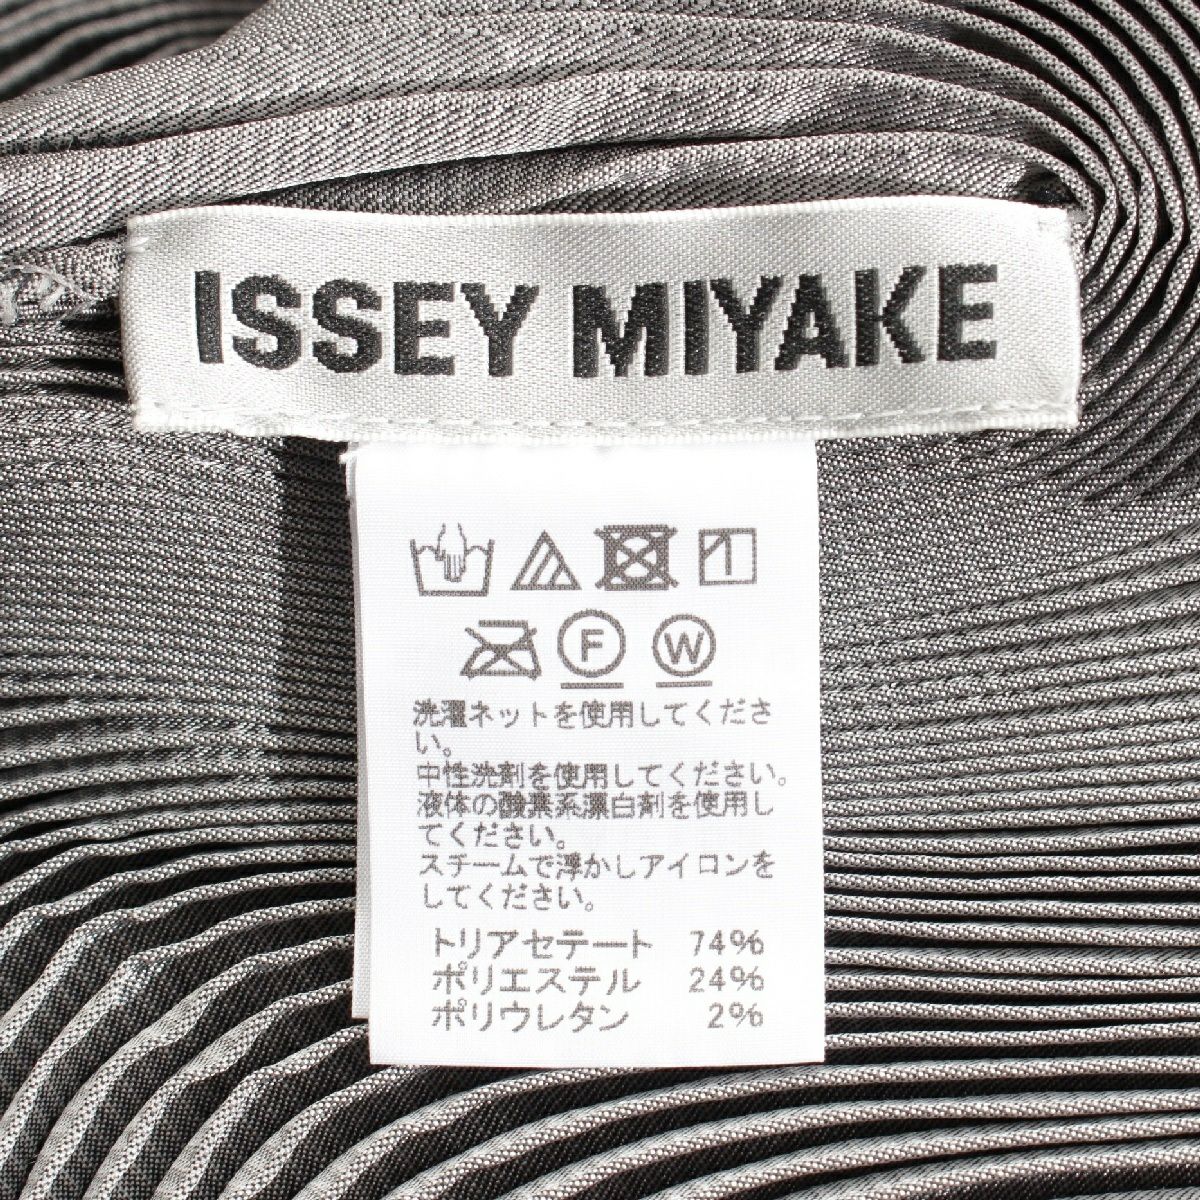 ISSEY MIYAKE
F W
洗濯ネットを使用してくださ
い。
中性洗剤を使用してください。
液体の酸素系漂白剤を使用し
てください。
スチームで浮かしアイロンを
してください。
トリアセテート 74%
ポリエステル 24%
ポリウレタン 2%